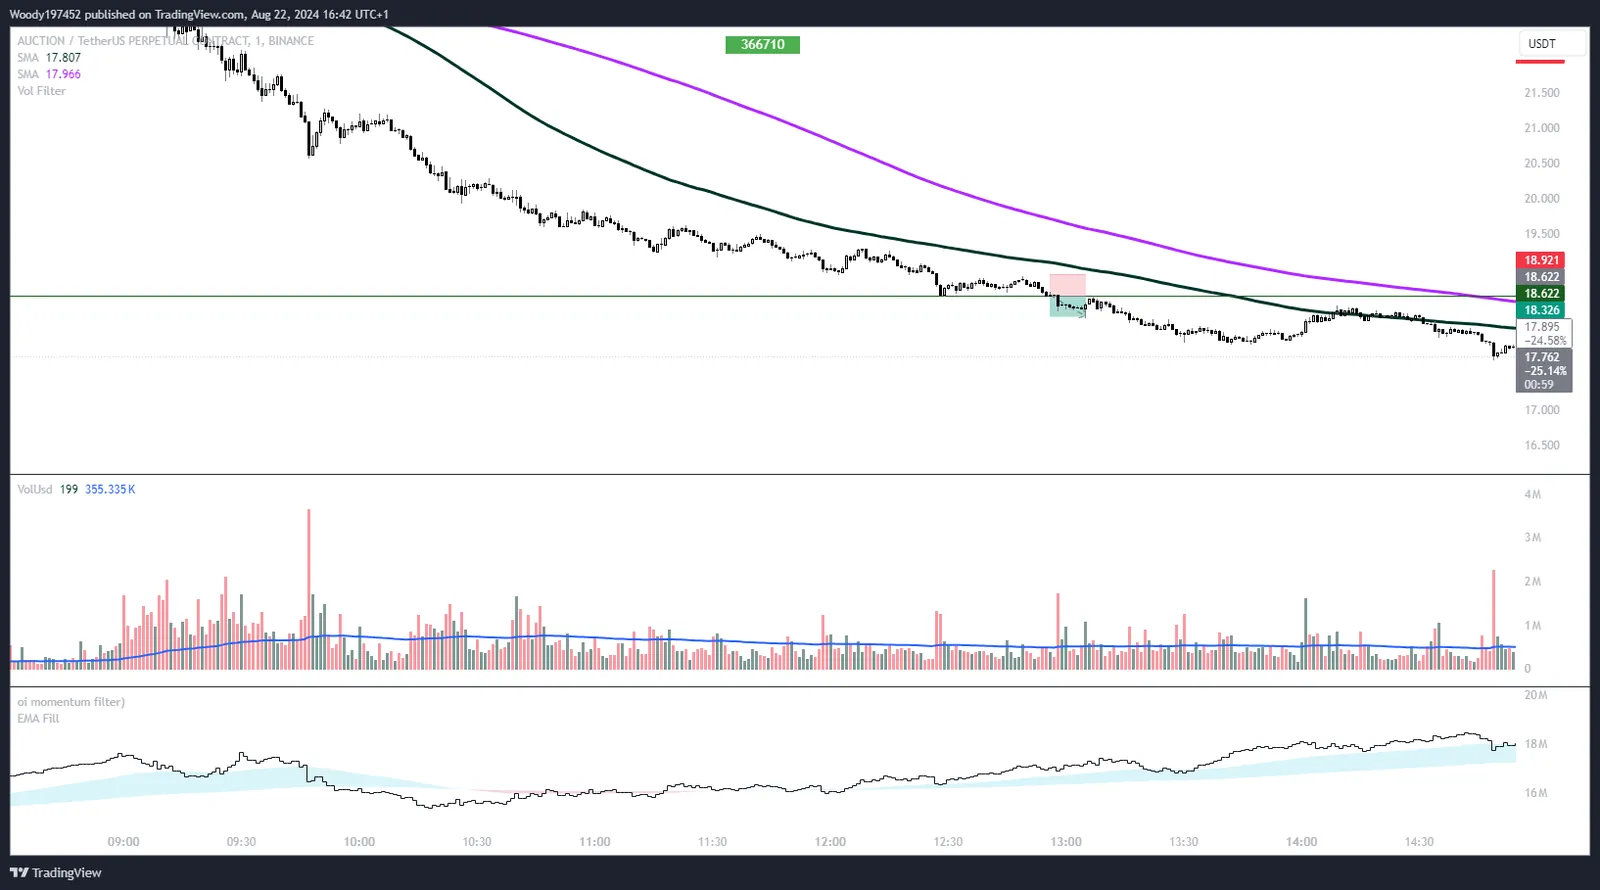 Woody197452 published on TradingView.com, Aug 22, 2024 16:42 UTC+1
AUCTION / TetherUS PERPETUAL CONTRACT, 1, BINANCE
SMA 17.807
SMA 17.966
Vol Filter
366710
USDT
21.500
21.000
20.500
20.000
19.500
18.921
18.622
18.622
18.326
17.895
−24.58%
17.762
−25.14%
00:59
17.000
16.500
VolUsd 199 355.335K
4M
3M
2M
1M
0
oi momentum filter)
EMA Fill
20M
18M
16M
09:00 09:30 10:00 10:30 11:00 11:30 12:00 12:30 13:00 13:30 14:00 14:30
TradingView